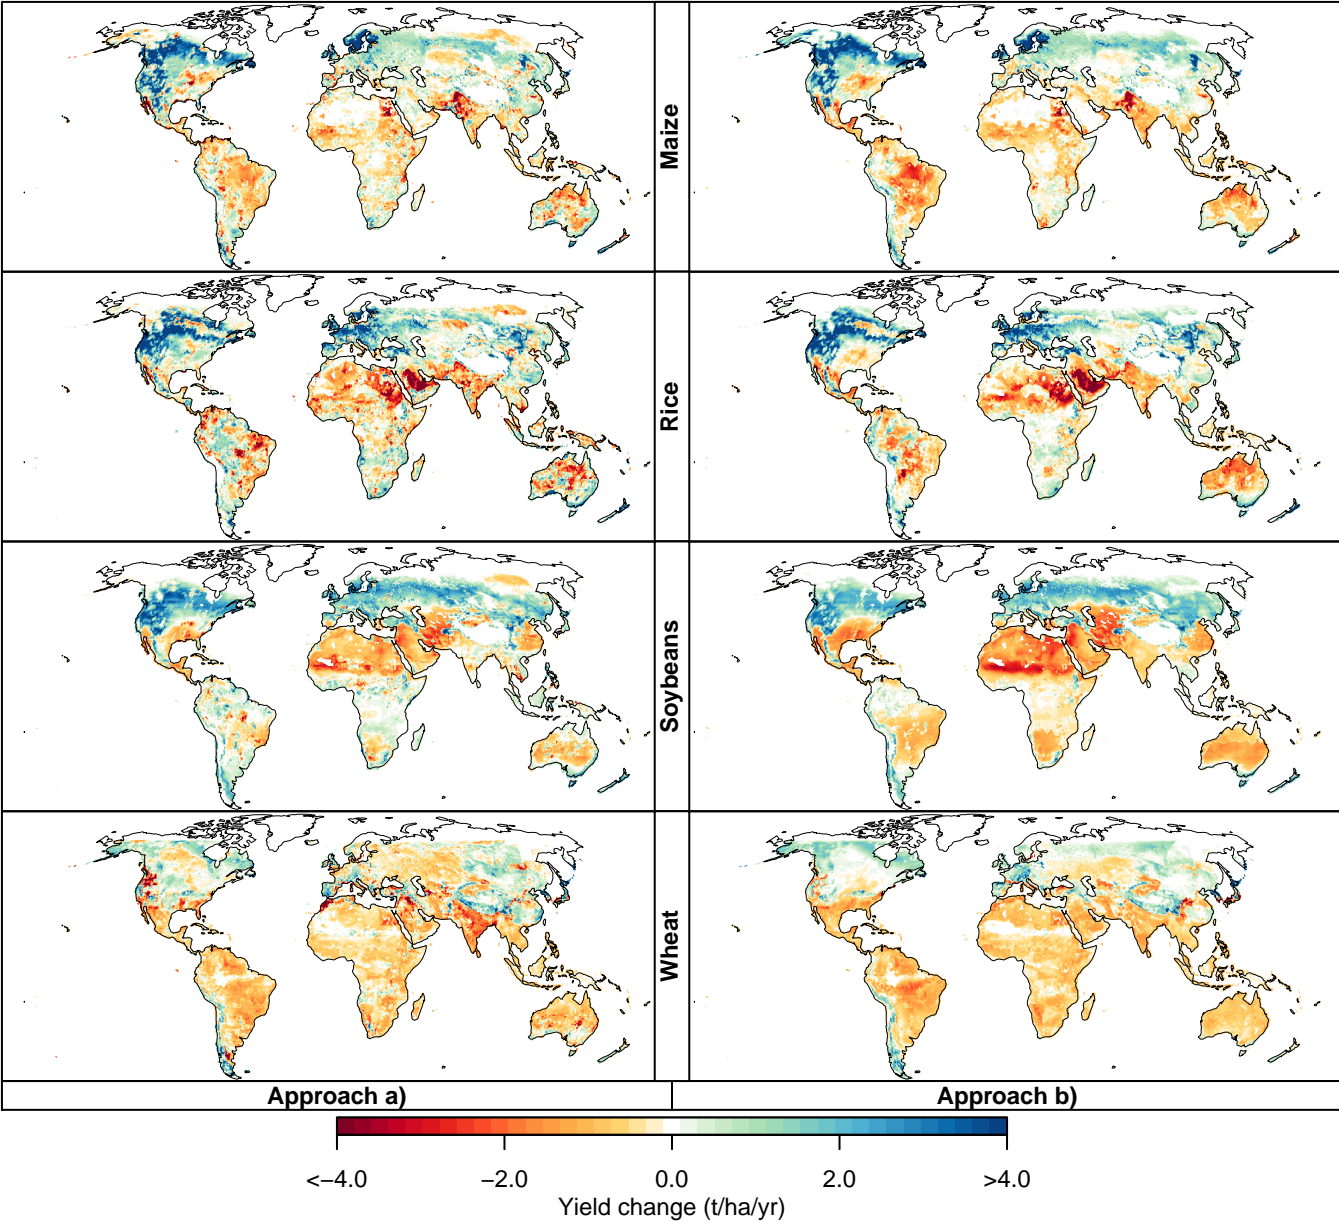 Maize
Rice
Soybeans
Wheat
Approach a)
Approach b)
<−4.0
−2.0
0.0
2.0
>4.0
Yield change (t/ha/yr)